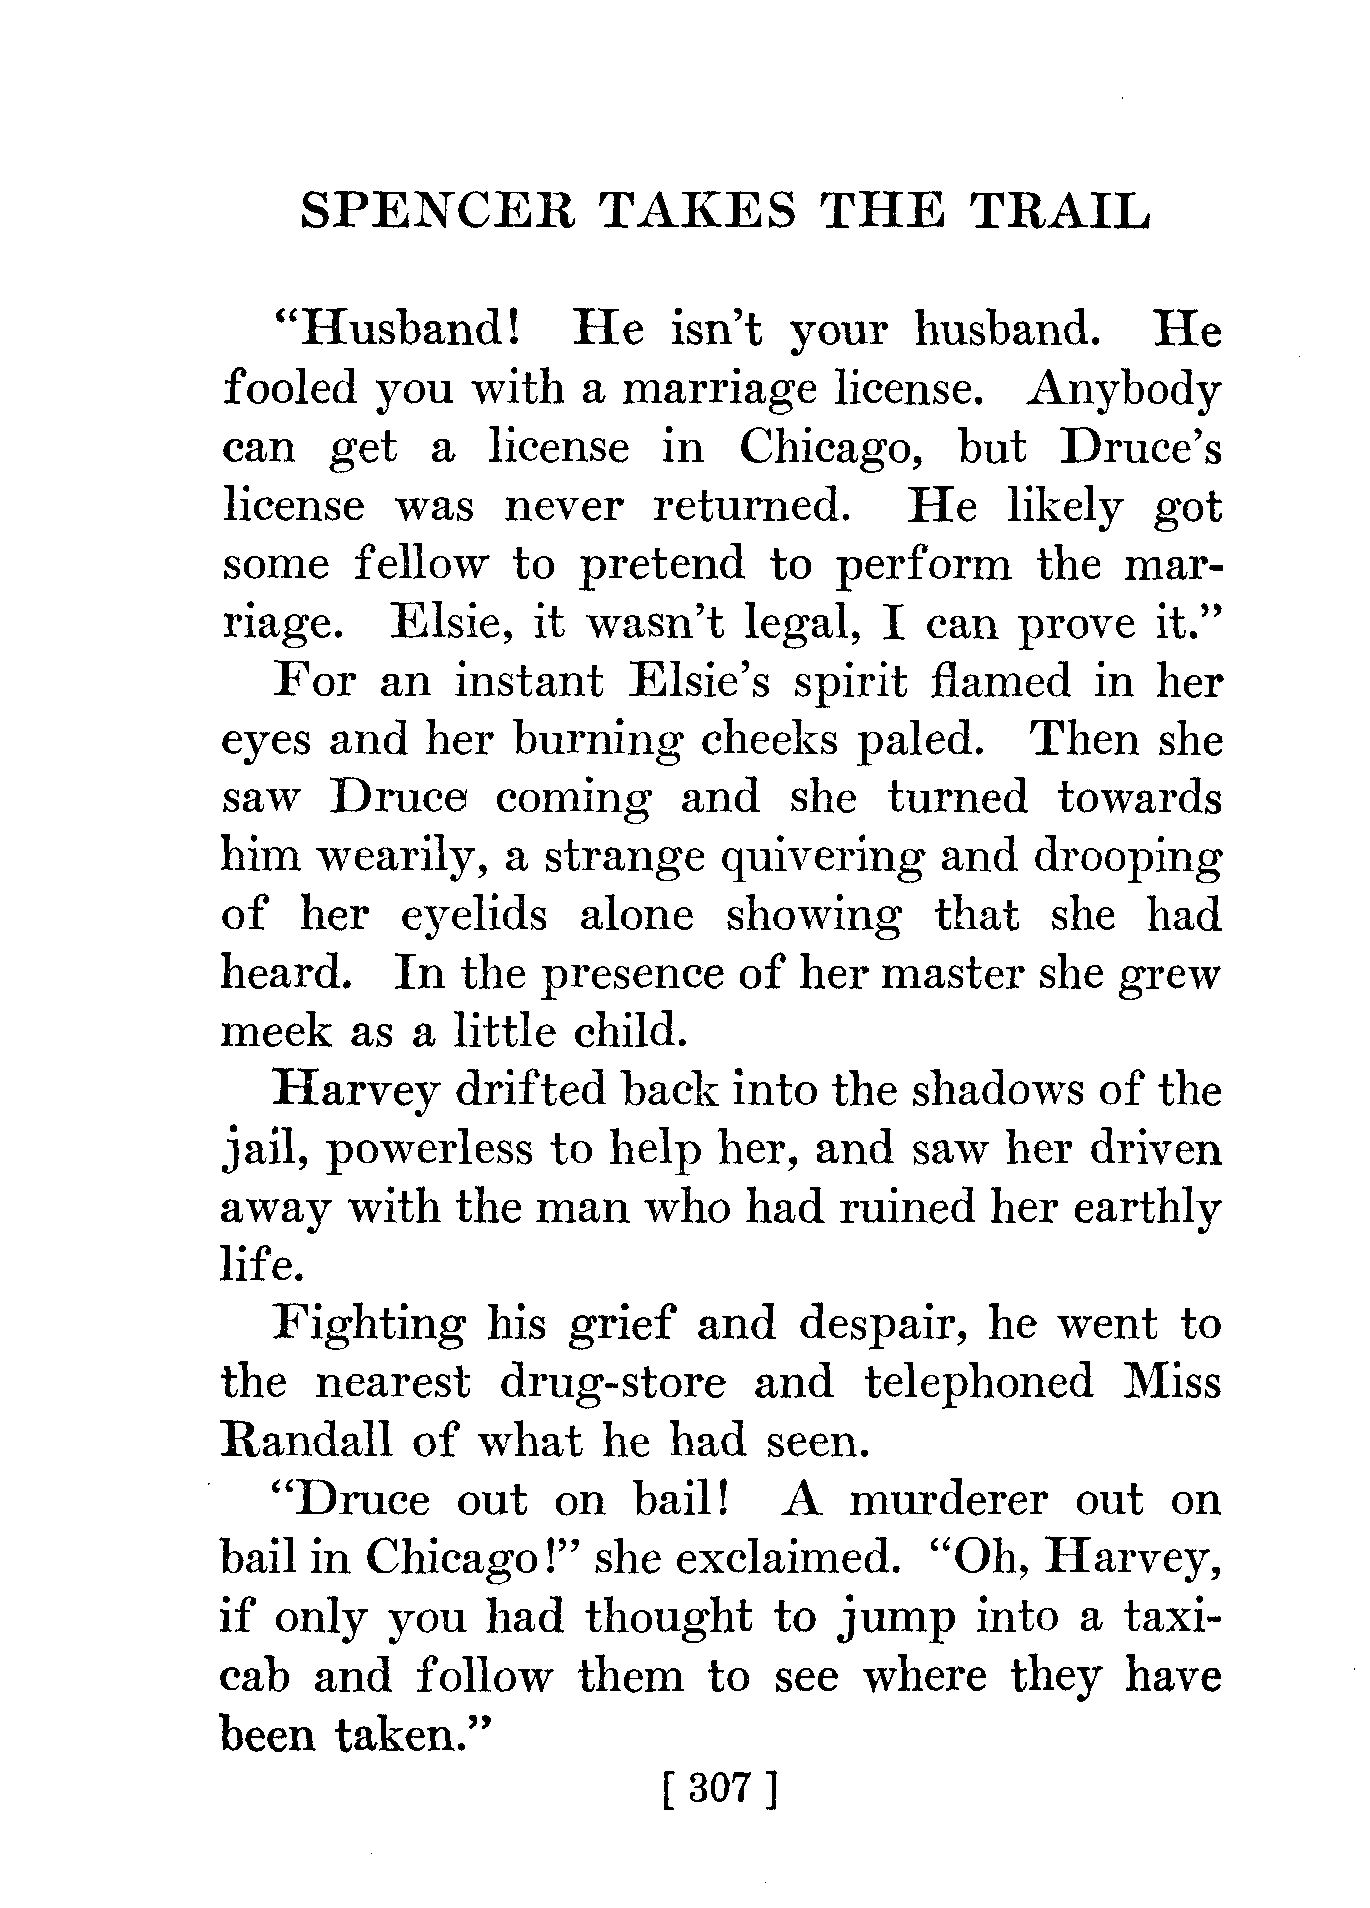 SPENCER TAKES THE TRAIL
“Husband! He isn’t your husband. He
fooled you with a marriage license. Anybody
can get a license in Chicago, but Druce’s
license was never returned. He likely got
some fellow to pretend to perform the mar-
riage. Elsie, it wasn’t legal, I can prove it.”
For an instant Elsie’s spirit flamed in her
eyes and her burning cheeks paled. Then she
saw Druce coming and she turned towards
him wearily, a strange quivering and drooping
of her eyelids alone showing that she had
heard. In the presence of her master she grew
meek as a little child.
Harvey drifted back into the shadows of the
jail, powerless to help her, and saw her driven
away with the man who had ruined her earthly
life.
Fighting his grief and despair, he went to
the nearest drug-store and telephoned Miss
Randall of what he had seen.
“Druce out on bail! A murderer out on
bail in Chicago!” she exclaimed. “Oh, Harvey,
if only you had thought to jump into a taxi-
cab and follow them to see where they have
been taken.”
[ 307 ]